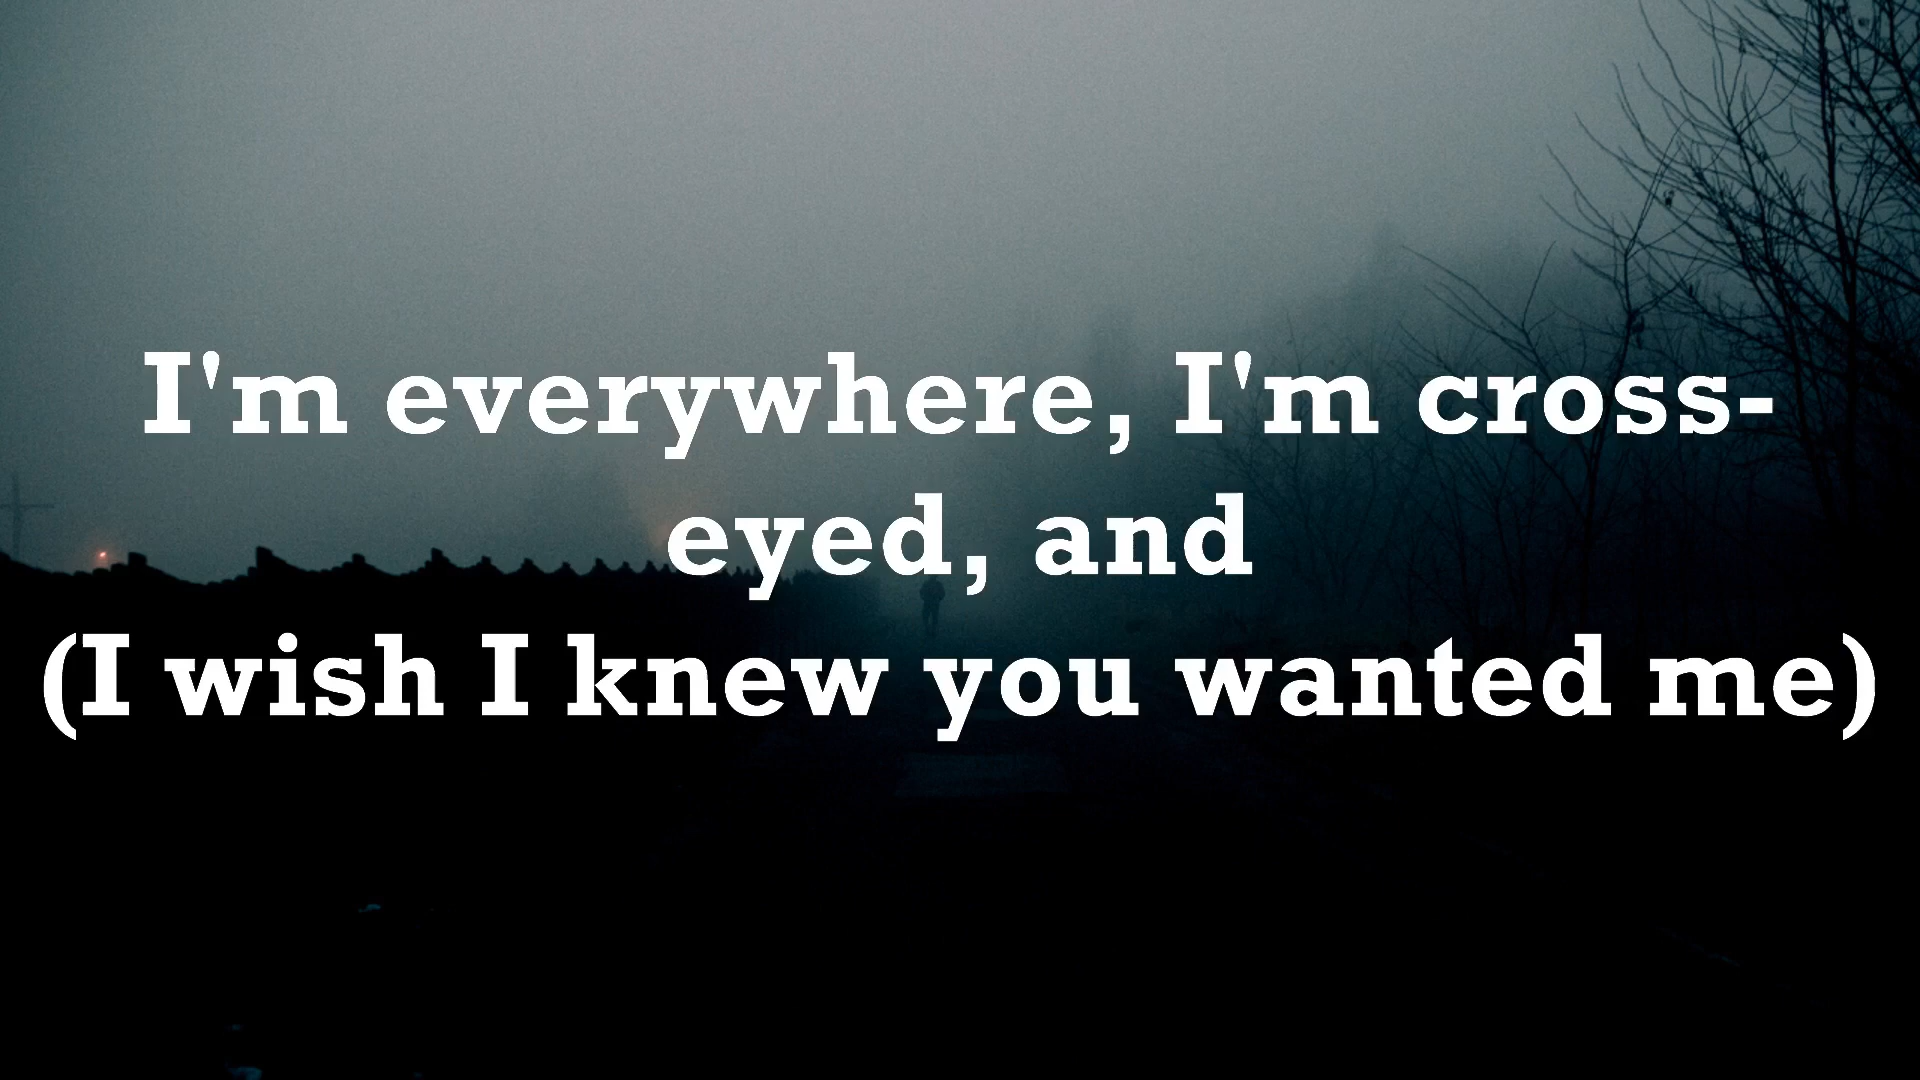 I'm everywhere, I'm cross-
eyed, and
(I wish I knew you wanted me)